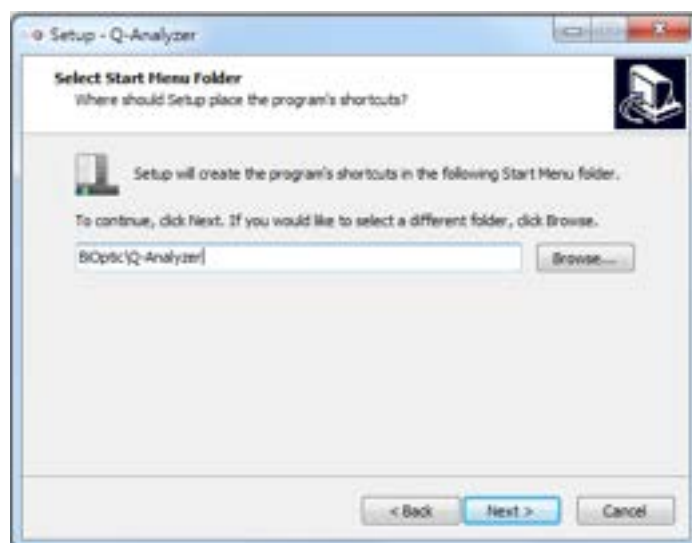 Setup - Q-Analyzer
Select Start Menu Folder
Where should Setup place the program's shortcuts?
Setup will create the program's shortcuts in the following Start Menu folder.
To continue, click Next. If you would like to select a different folder, click Browse.
BiOptic\Q-Analyzer
Browse...
< Back
Next >
Cancel